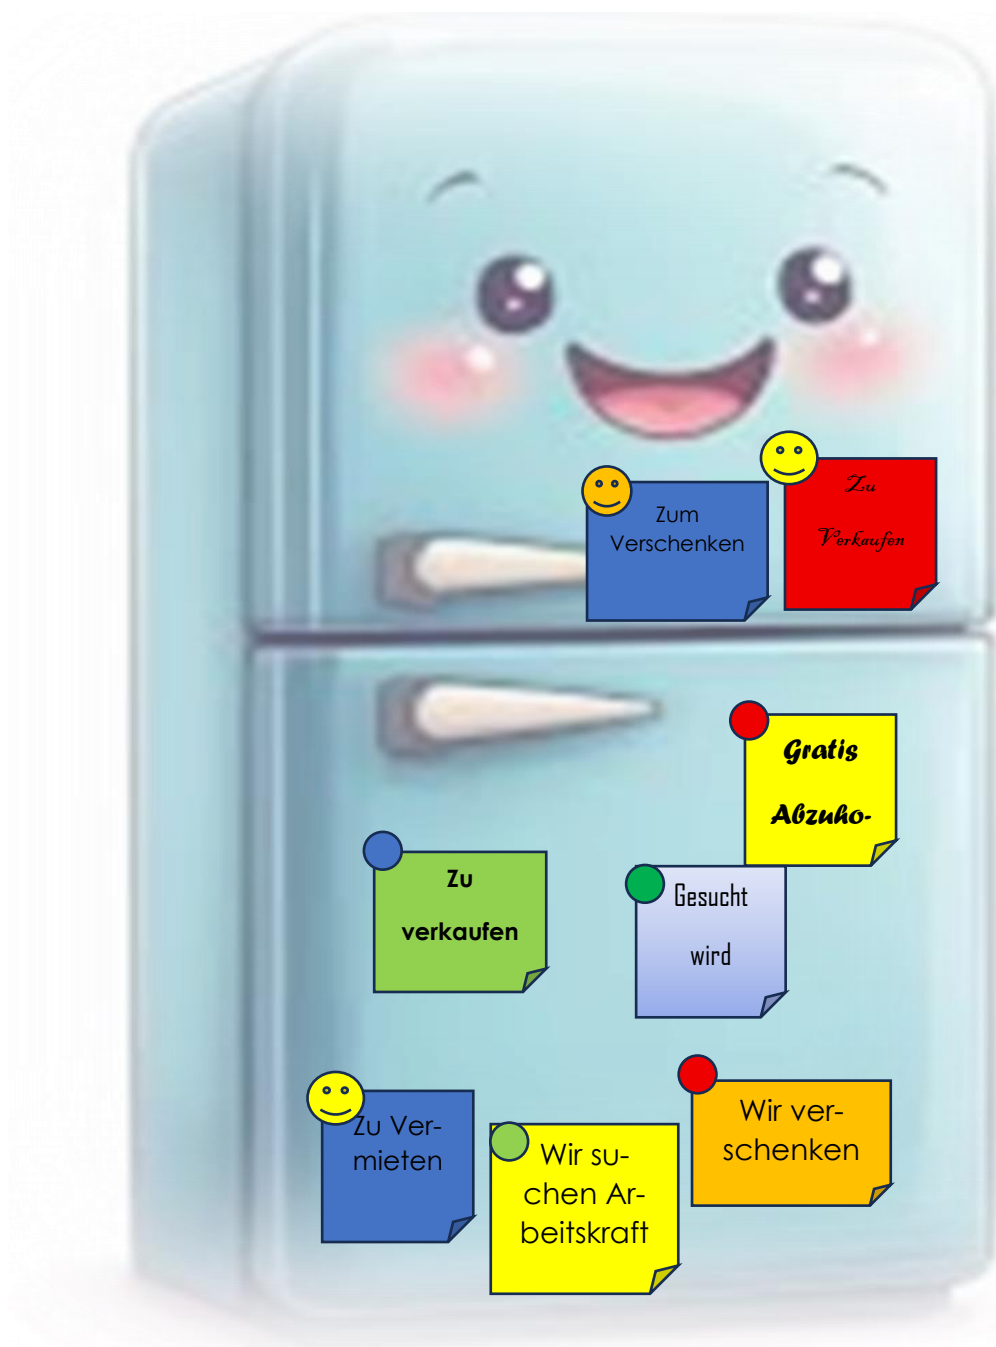 Zum
Verschenken
Zu
Verkaufen
Gratis
Abzuho-
Zu
verkaufen
Gesucht
wird
Zu Ver-
mieten
Wir su-
chen Ar-
beitskraft
Wir ver-
schenken